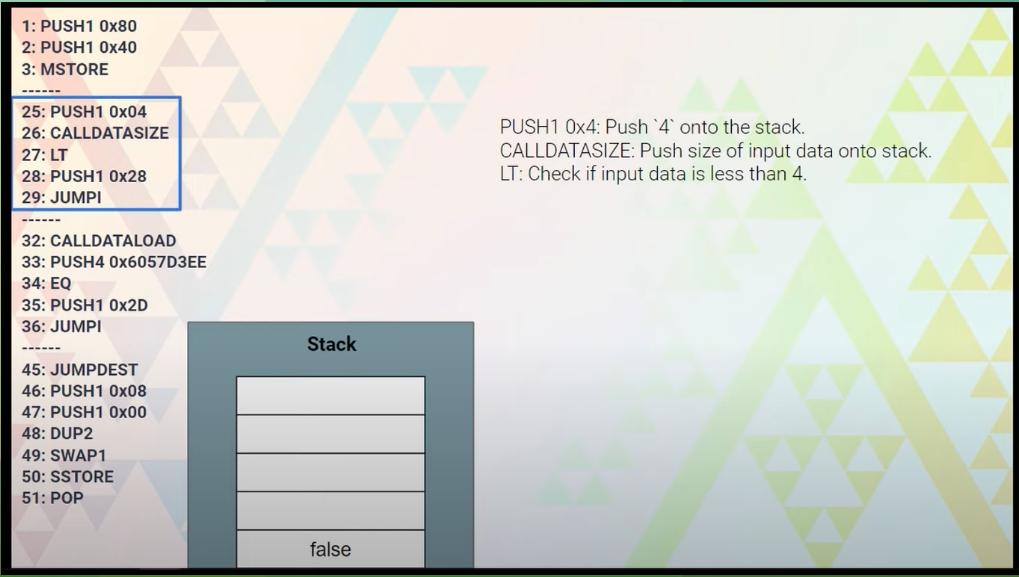 1: PUSH1 0x80
2: PUSH1 0x40
3: MSTORE
------
25: PUSH1 0x04
26: CALLDATASIZE
27: LT
28: PUSH1 0x28
29: JUMPI
------
32: CALLDATALOAD
33: PUSH4 0x6057D3EE
34: EQ
35: PUSH1 0x2D
36: JUMPI
------
45: JUMPDEST
46: PUSH1 0x08
47: PUSH1 0x00
48: DUP2
49: SWAP1
50: SSTORE
51: POP
PUSH1 0x4: Push `4` onto the stack.
CALLDATASIZE: Push size of input data onto stack.
LT: Check if input data is less than 4.
Stack
false